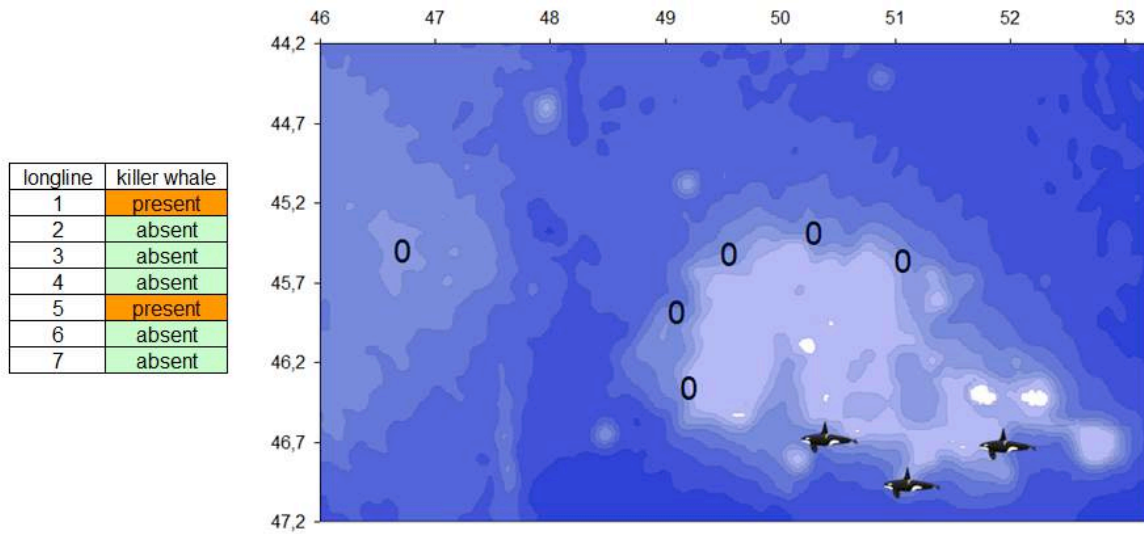 46 47 48 49 50 51 52 53
44,2
44,7
45,2
45,7
46,2
46,7
47,2
longline killer whale
1 present
2 absent
3 absent
4 absent
5 present
6 absent
7 absent
0
0
0
0
0
0